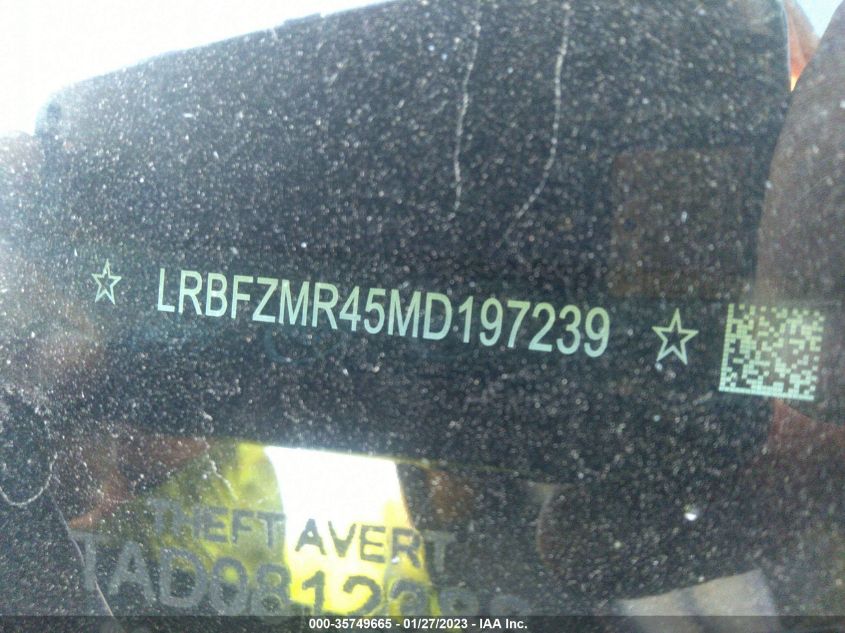 ☆ LRBFZMR45MD197239 ☆
THEFT AVERT
000-35749665 - 01/27/2023 - IAA Inc.